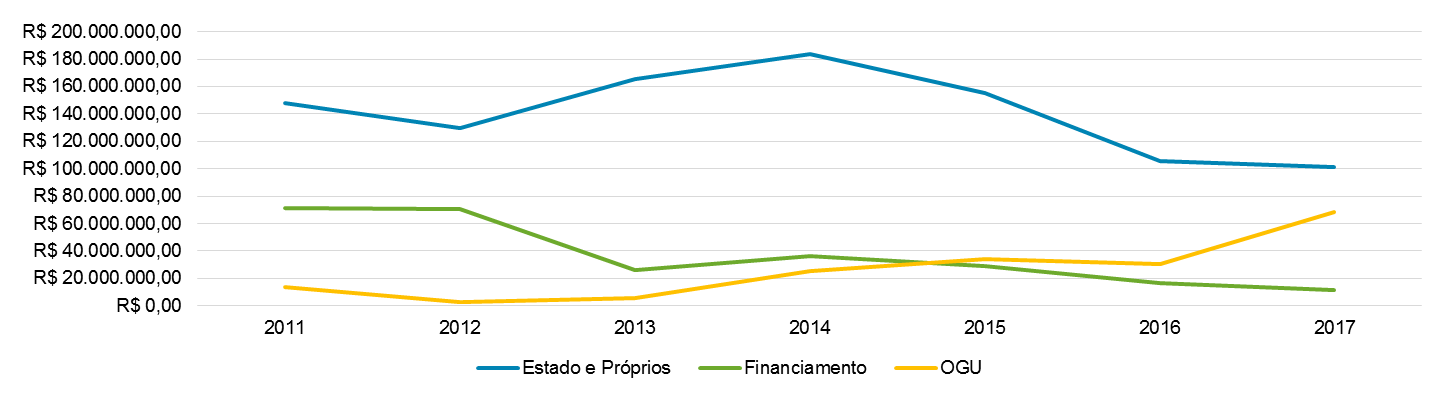 R$ 200.000.000,00
R$ 180.000.000,00
R$ 160.000.000,00
R$ 140.000.000,00
R$ 120.000.000,00
R$ 100.000.000,00
R$ 80.000.000,00
R$ 60.000.000,00
R$ 40.000.000,00
R$ 20.000.000,00
R$ 0,00
2011 2012 2013 2014 2015 2016 2017
Estado e Próprios Financiamento OGU